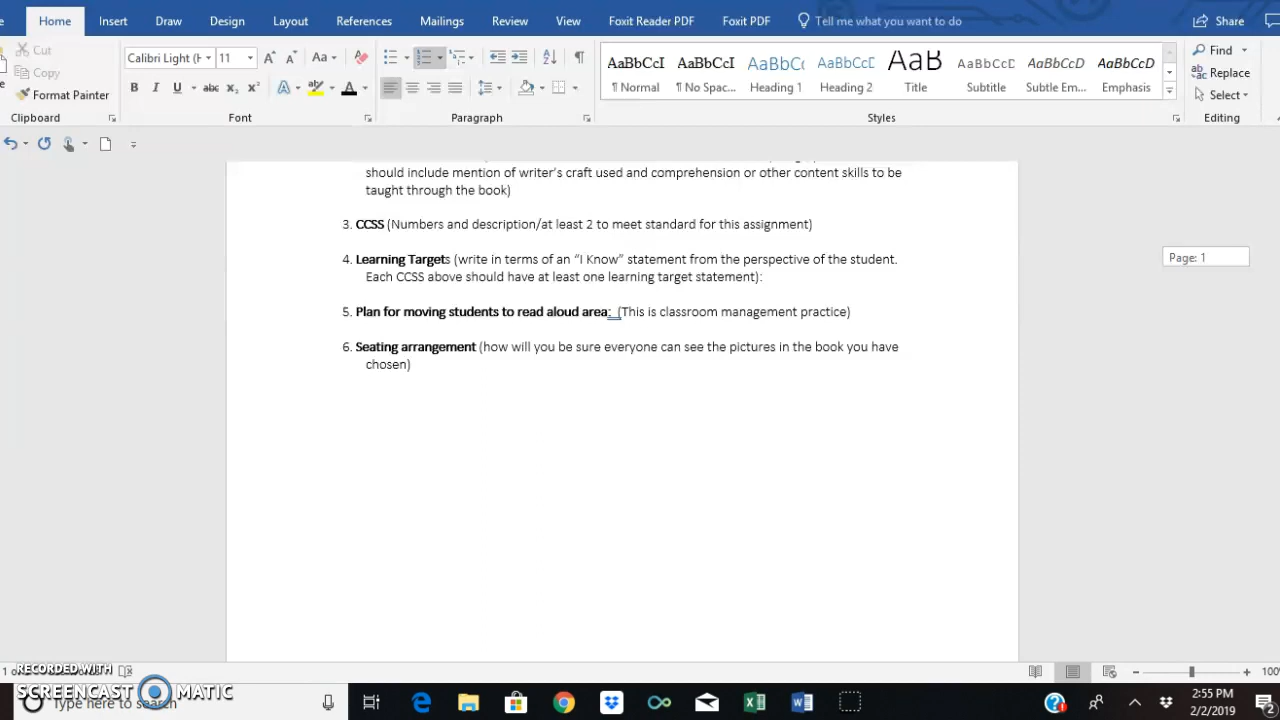 Home Insert Draw Design Layout References Mailings Review View Foxit Reader PDF Foxit PDF Tell me what you want to do Share
Cut
Copy
Format Painter
Clipboard
Calibri Light (H 11
Font
Paragraph
AaBbCcI AaBbCcI AaBbCc AaBbCcD AaB AaBbCcD AaBbCcD AaBbCcD
¶ Normal ¶ No Spac... Heading 1 Heading 2 Title Subtitle Subtle Em... Emphasis
Styles
Find
Replace
Select
Editing
should include mention of writer's craft used and comprehension or other content skills to be
taught through the book)
3. CCSS (Numbers and description/at least 2 to meet standard for this assignment)
4. Learning Targets (write in terms of an “I Know” statement from the perspective of the student.
Each CCSS above should have at least one learning target statement):
5. Plan for moving students to read aloud area: (This is classroom management practice)
6. Seating arrangement (how will you be sure everyone can see the pictures in the book you have
chosen)
Page: 1
100%
RECORDED WITH
SCREENCAST MATIC
Type here to search
2:55 PM
2/2/2019